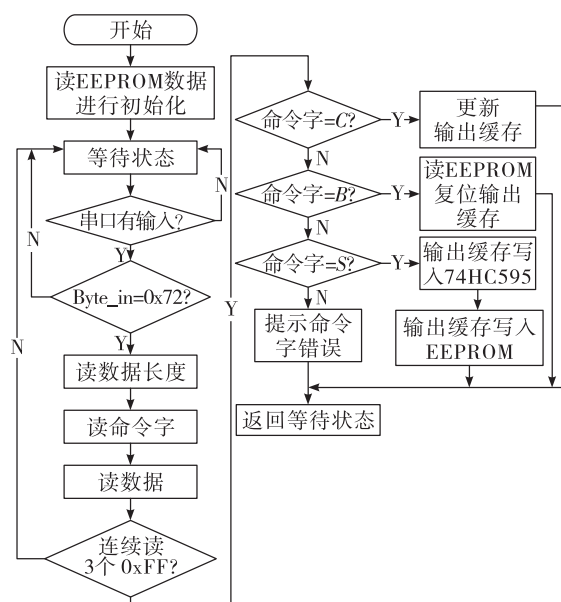 开始
读EEPROM数据
进行初始化
等待状态
N
串口有输入?
N
Y
Byte_in=0x72?
Y
N
读数据长度
读命令字
读数据
连续读
3个 0xFF?
Y
命令字=C?
Y
更新
输出缓存
N
命令字=B?
Y
读EEPROM
复位输出
缓存
N
命令字=S?
Y
输出缓存写
入74HC595
N
提示命令
字错误
输出缓存写入
EEPROM
返回等待状态